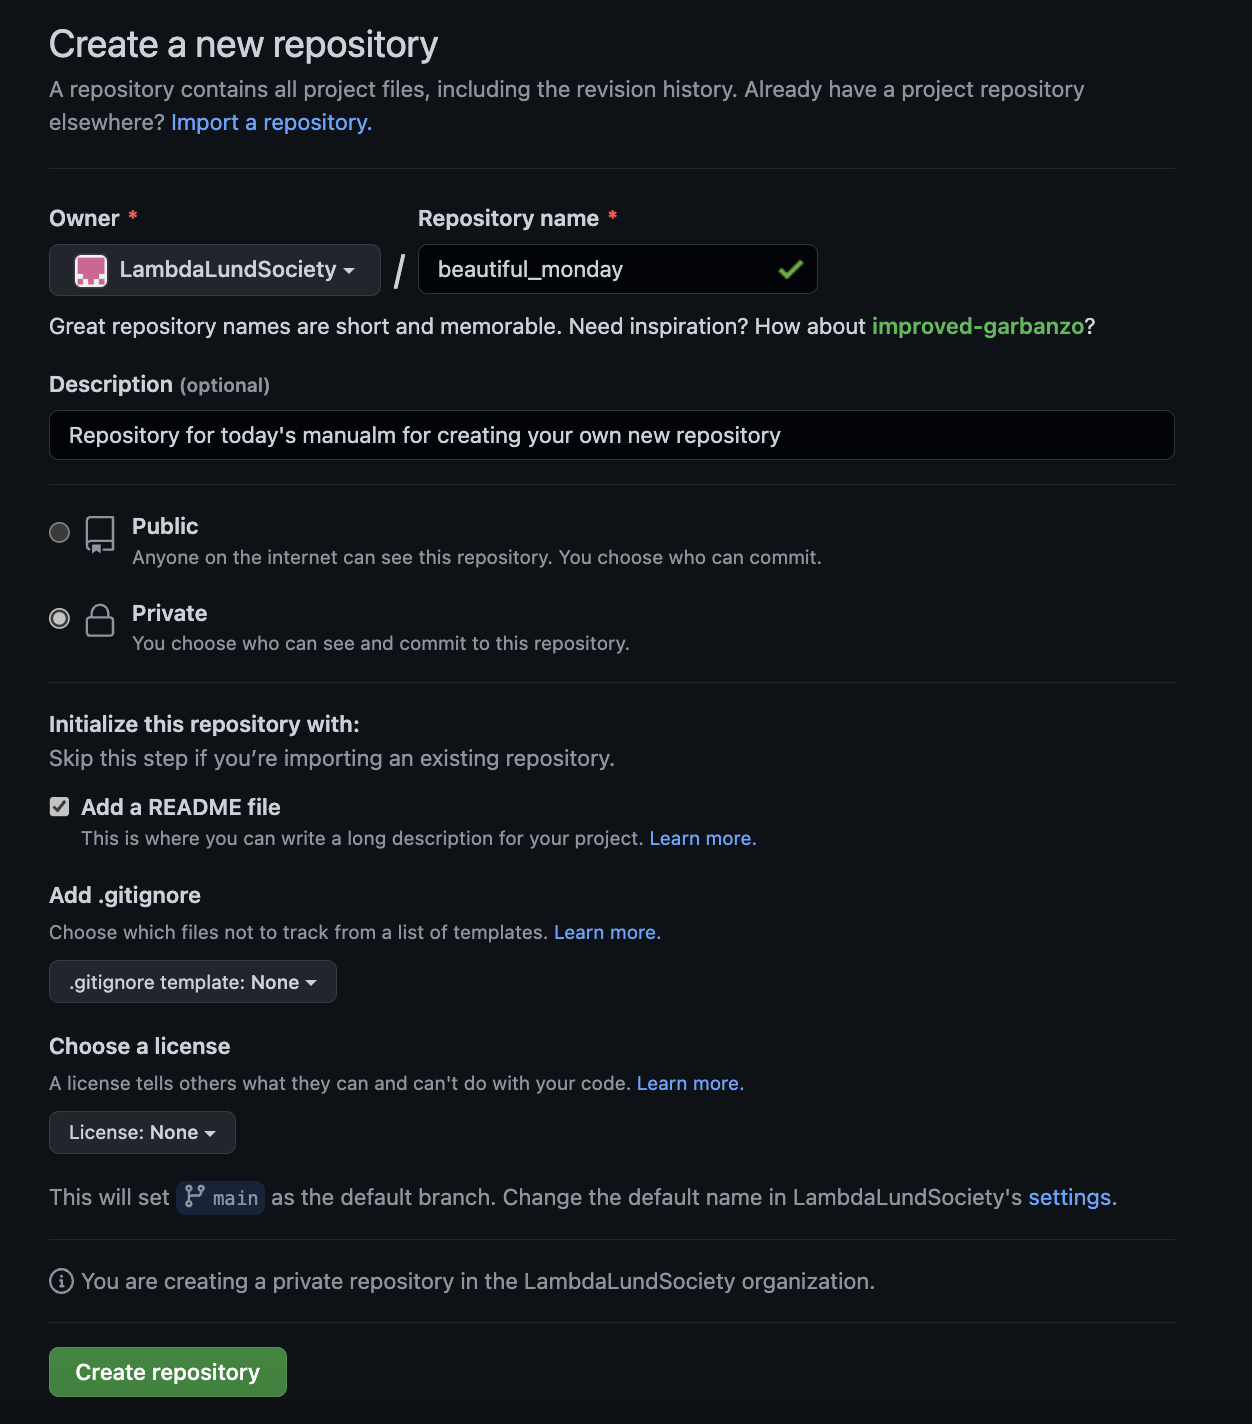 Create a new repository
A repository contains all project files, including the revision history. Already have a project repository
elsewhere? Import a repository.
Owner * Repository name *
LambdaLundSociety / beautiful_monday
Great repository names are short and memorable. Need inspiration? How about improved-garbanzo?
Description (optional)
Repository for today's manualm for creating your own new repository
Public
Anyone on the internet can see this repository. You choose who can commit.
Private
You choose who can see and commit to this repository.
Initialize this repository with:
Skip this step if you’re importing an existing repository.
Add a README file
This is where you can write a long description for your project. Learn more.
Add .gitignore
Choose which files not to track from a list of templates. Learn more.
.gitignore template: None
Choose a license
A license tells others what they can and can't do with your code. Learn more.
License: None
This will set main as the default branch. Change the default name in LambdaLundSociety's settings.
You are creating a private repository in the LambdaLundSociety organization.
Create repository